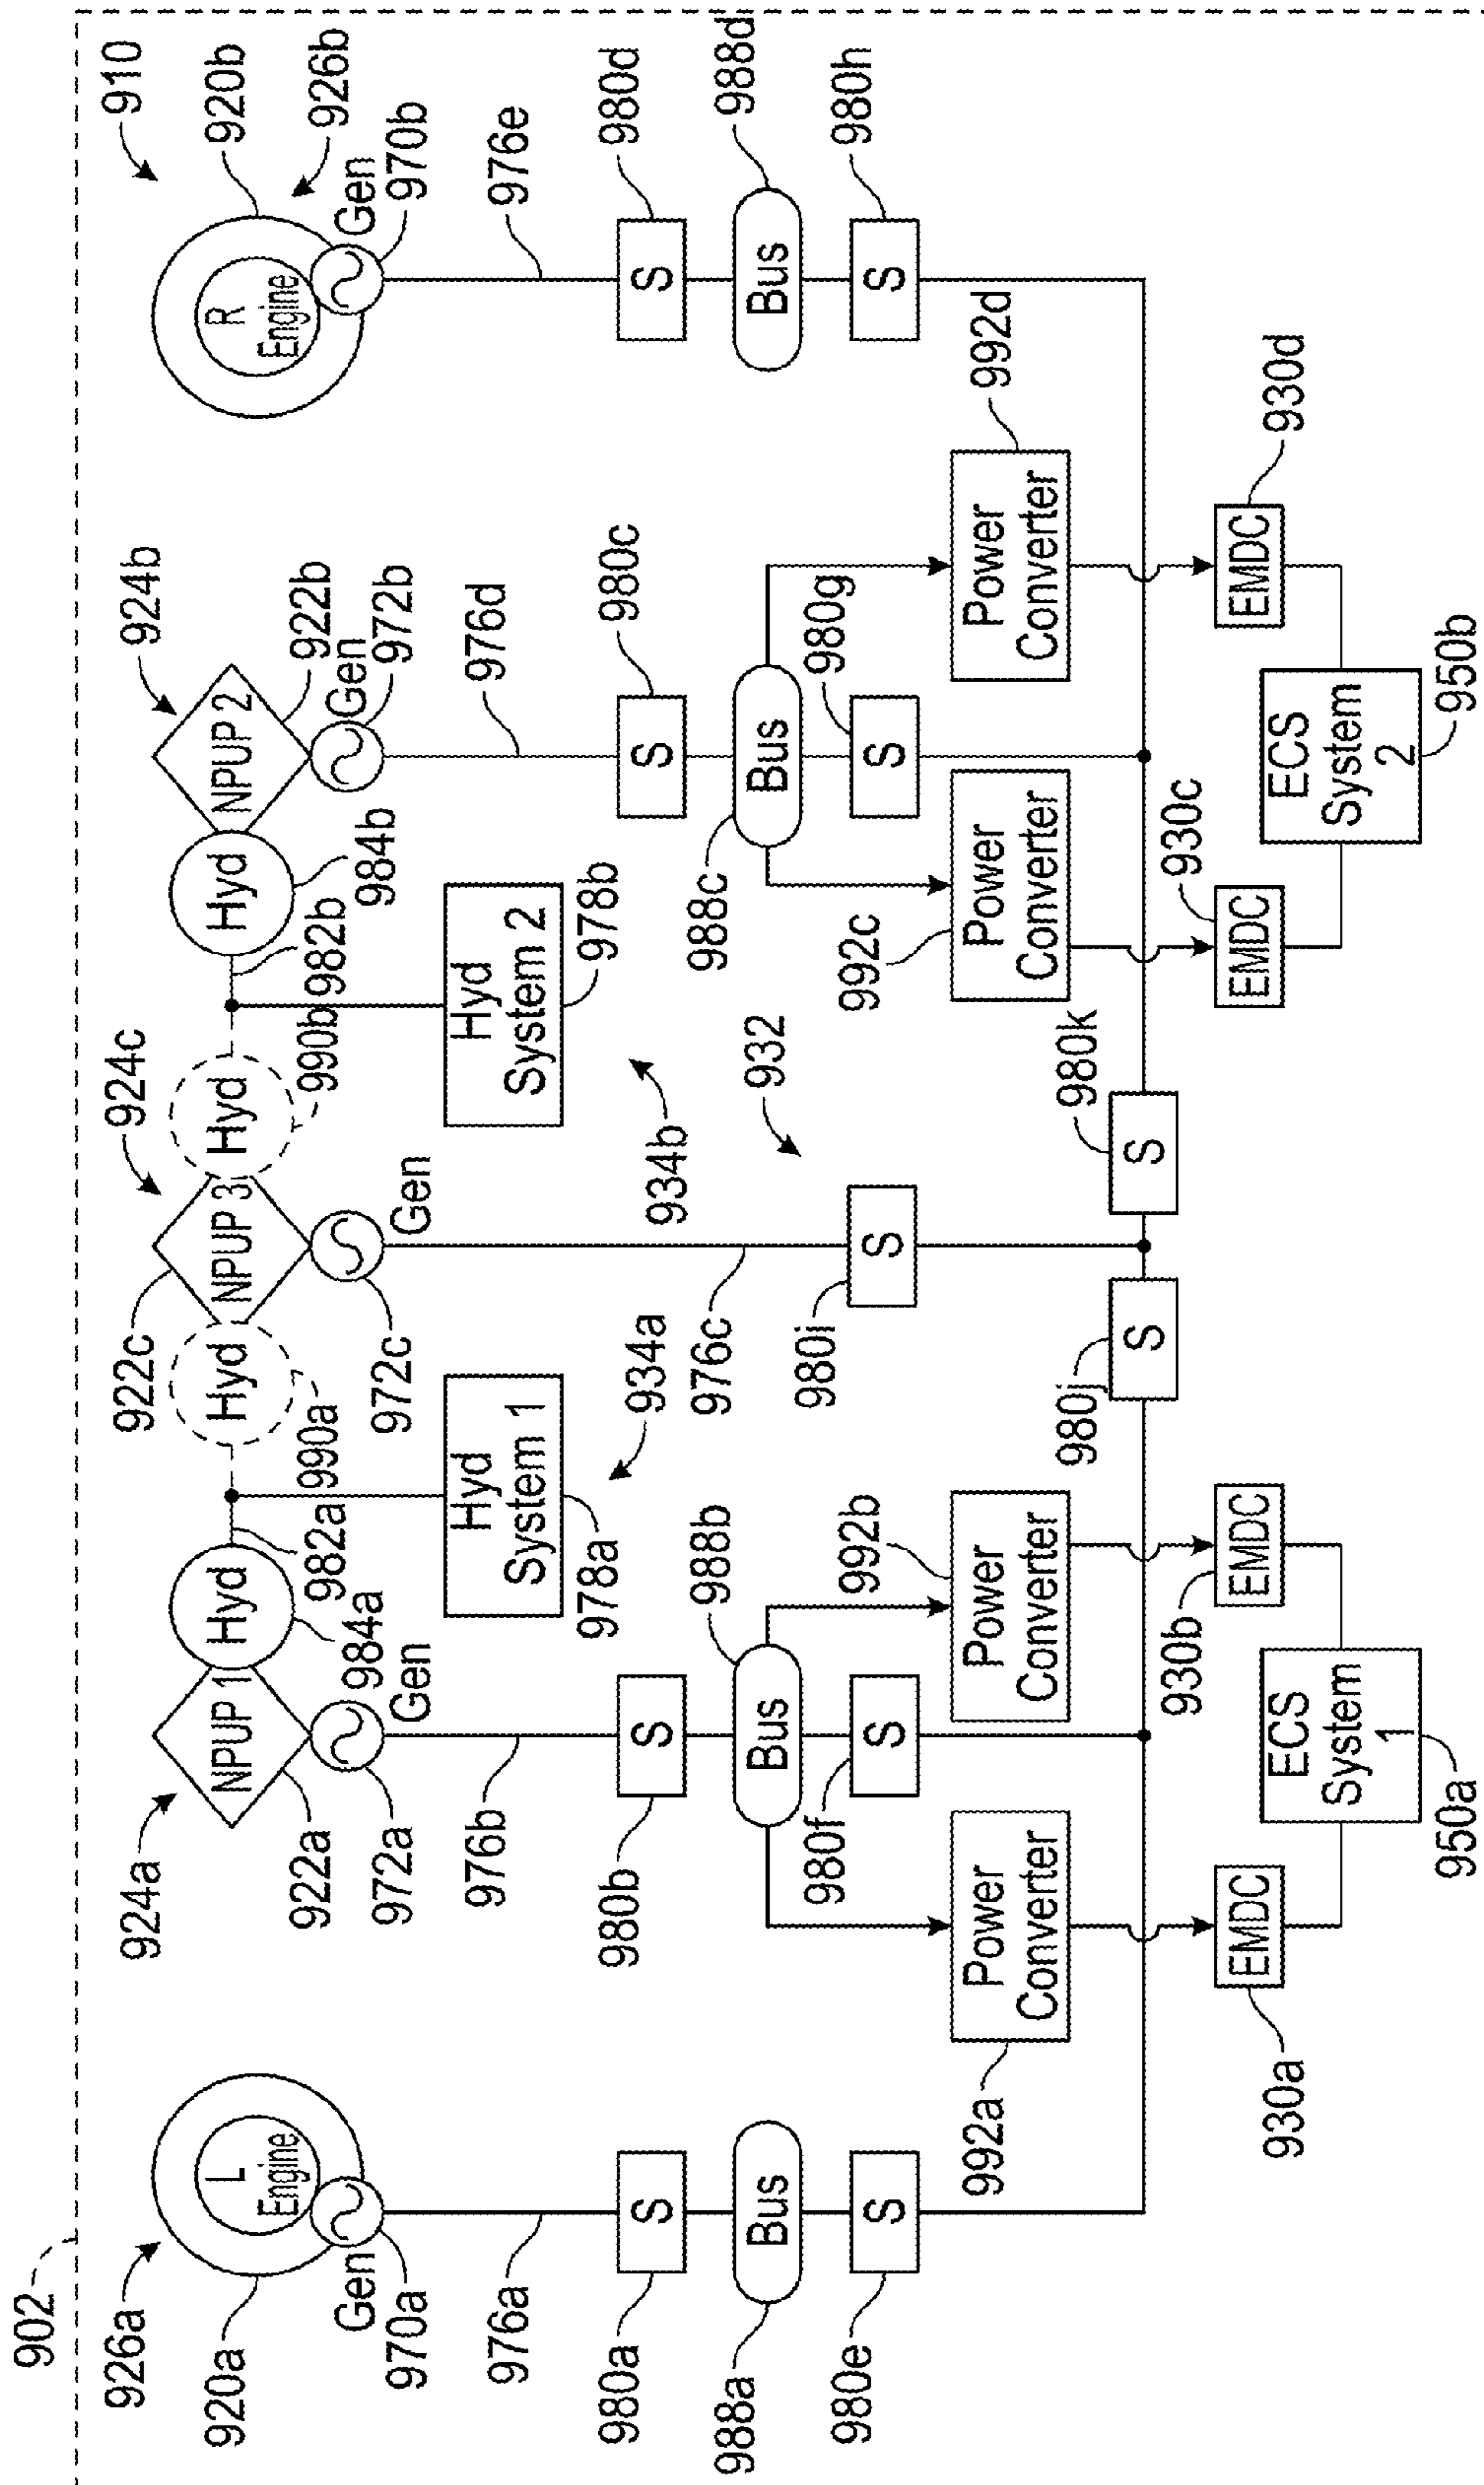 902
926a
920a
L
Engine
Gen
970a
976a
980a
S
Bus
988a
S
980e
924a
NPUP 1
922a
Hyd
984a
982a
972a
Gen
976b
Hyd
System 1
978a
934a
980b
S
Bus
988b
980f
S
992a
Power
Converter
992b
Power
Converter
930a
EMDC
930b
EMDC
ECS
System
1
950a
924c
922c
NPUP 3
Hyd
990a
Hyd
990b
972c
Gen
976c
980i
S
932
980j
S
980k
S
924b
NPUP 2
922b
Gen
972b
Hyd
984b
982b
Hyd
System 2
978b
934b
976d
980c
S
Bus
988c
980g
S
992c
Power
Converter
992d
Power
Converter
930c
EMDC
930d
EMDC
ECS
System
2
950b
910
920b
926b
R
Engine
Gen
970b
976e
980d
S
Bus
988d
S
980h